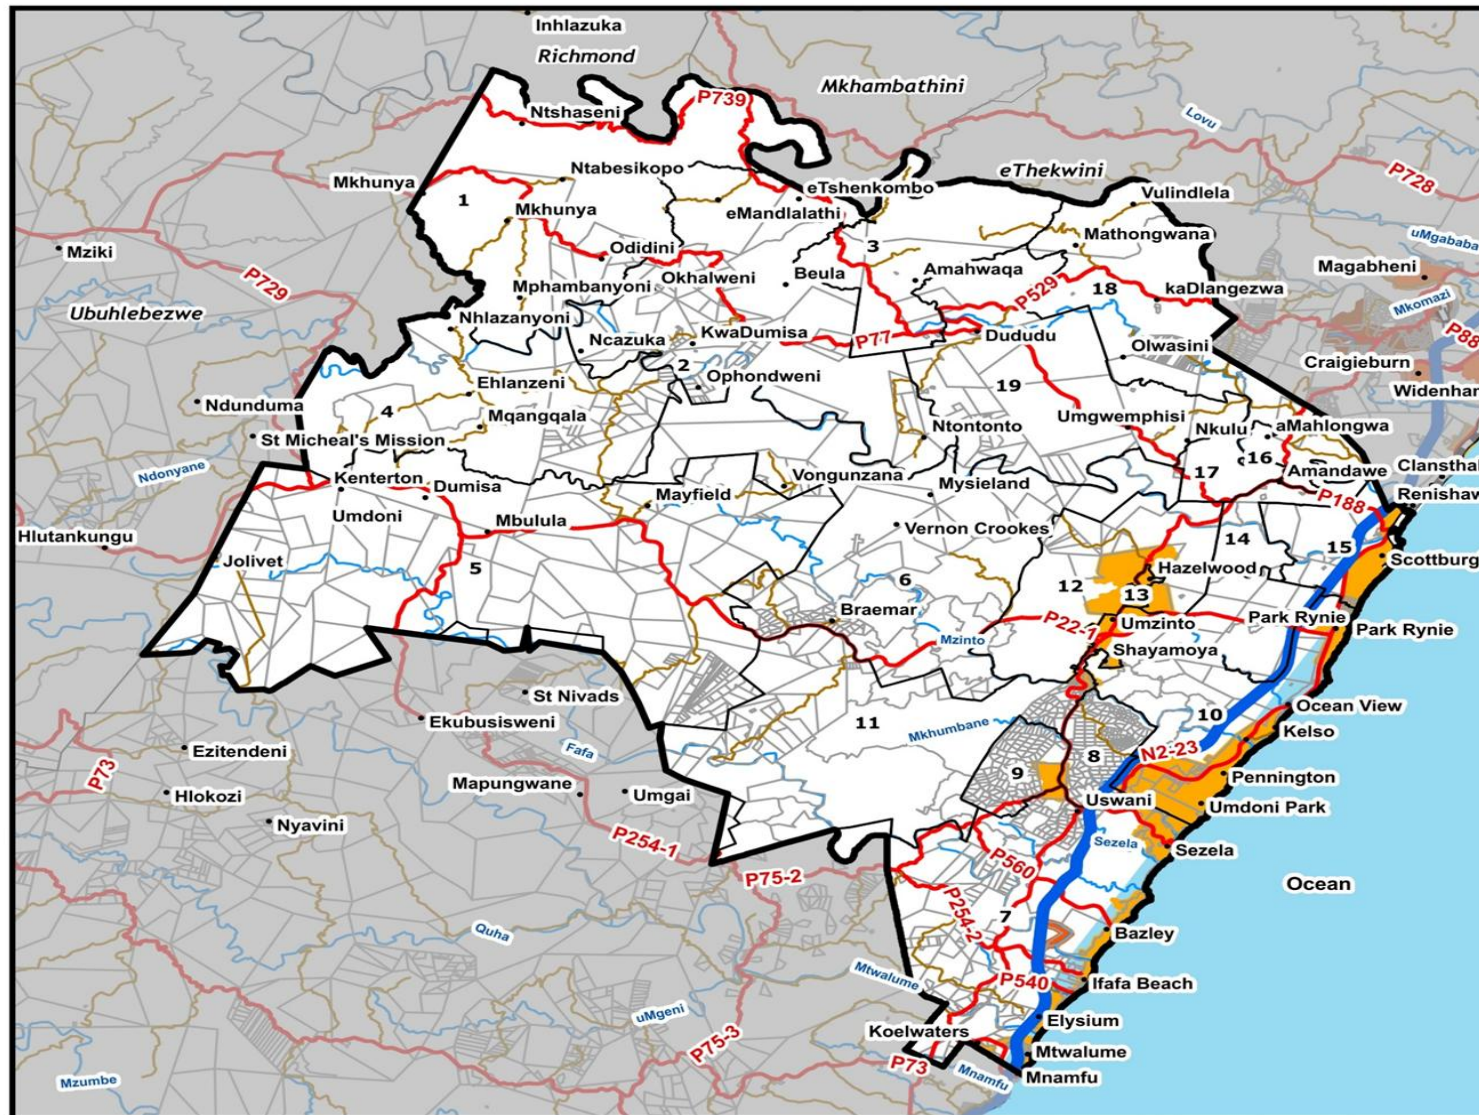 Inhlazuka
Richmond
Mkhambathini
P739
Ntshaseni
Lovu
P728
eThekwini
Ntabesikopo
Mkhunya
eTshenkombo
Vulindlela
1
eMandlalathi
Mkhunya
Mathongwana
uMgababa
Mziki
Odidini
3
P729
Okhalweni
Beula
Amahwaqa
Magabheni
Mphambanyoni
P529
18
kaDlangezwa
Mkomazi
Ubuhlebezwe
Nhlazanyoni
P88
Ncazuka
KwaDumisa
P77
Dududu
Olwasini
Craigieburn
2
Ophondweni
Ehlanzeni
19
Widenham
Ndunduma
4
Mqangqala
Umgwemphisi
St Micheal's Mission
Ntontonto
Nkulu
aMahlongwa
Ndonyane
16
17
Amandawe
Clansthal
Kenterton
Dumisa
Vongunzana
Mysieland
Mayfield
P188
Renishaw
Umdoni
Mbulula
Vernon Crookes
Hlutankungu
14
15
Jolivet
5
Hazelwood
Scottburg
6
12
13
Braemar
Umzinto
Park Rynie
Park Rynie
P22-1
Mzinto
Shayamoya
St Nivads
Ocean View
Ekubusisweni
11
Mkhumbane
10
Kelso
Ezitendeni
Fafa
N2-23
8
9
Pennington
P73
Mapungwane
Umgai
Hlokozi
Uswani
Umdoni Park
Nyavini
P254-1
Sezela
Sezela
P560
P75-2
Ocean
P254-2
7
Quha
Bazley
Mtwalume
P540
Ifafa Beach
uMgeni
Elysium
Koelwaters
P75-3
Mtwalume
P73
Mnamfu
Mnamfu
Mzumbe